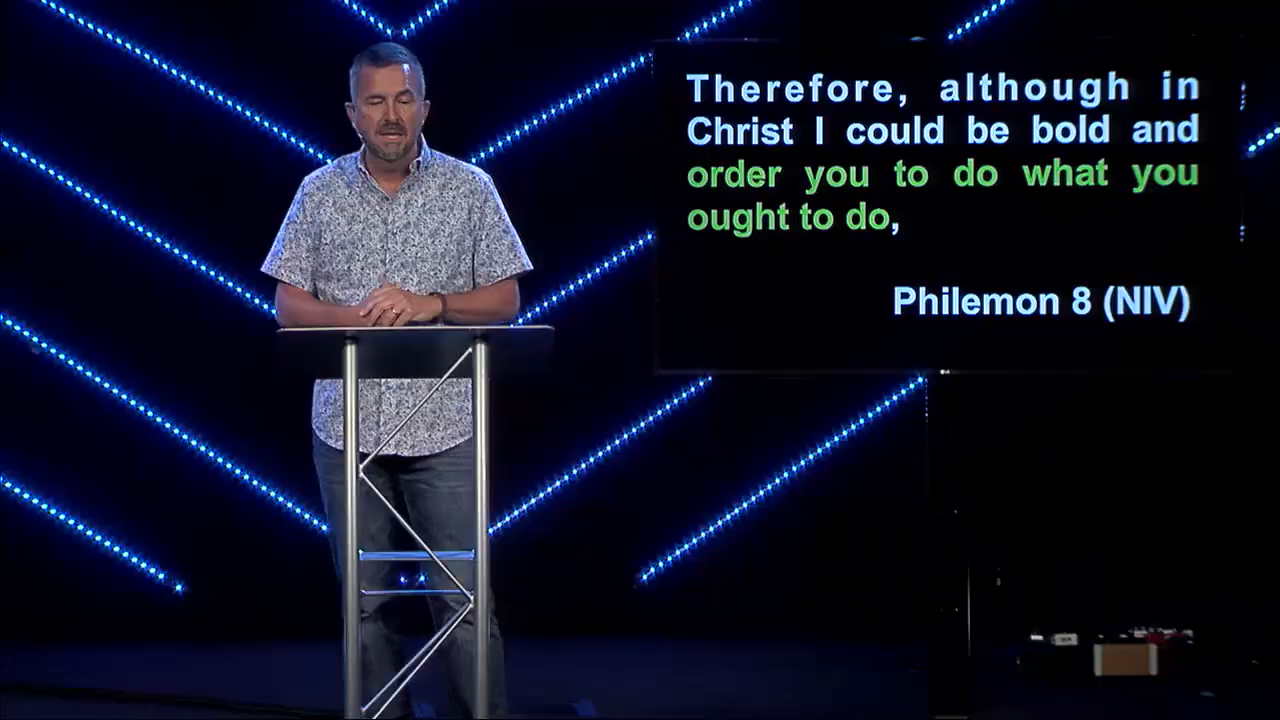 Therefore, although in
Christ I could be bold and
order you to do what you
ought to do,
Philemon 8 (NIV)